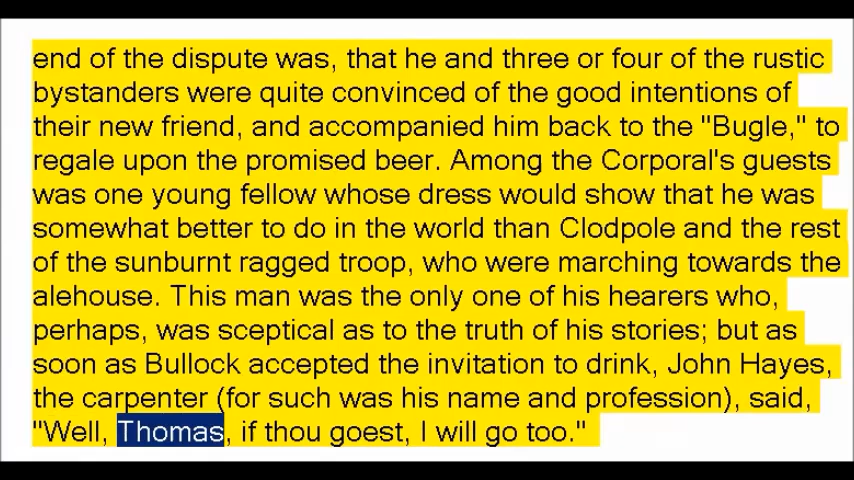 end of the dispute was, that he and three or four of the rustic
bystanders were quite convinced of the good intentions of
their new friend, and accompanied him back to the "Bugle," to
regale upon the promised beer. Among the Corporal's guests
was one young fellow whose dress would show that he was
somewhat better to do in the world than Clodpole and the rest
of the sunburnt ragged troop, who were marching towards the
alehouse. This man was the only one of his hearers who,
perhaps, was sceptical as to the truth of his stories; but as
soon as Bullock accepted the invitation to drink, John Hayes,
the carpenter (for such was his name and profession), said,
"Well, Thomas, if thou goest, I will go too."